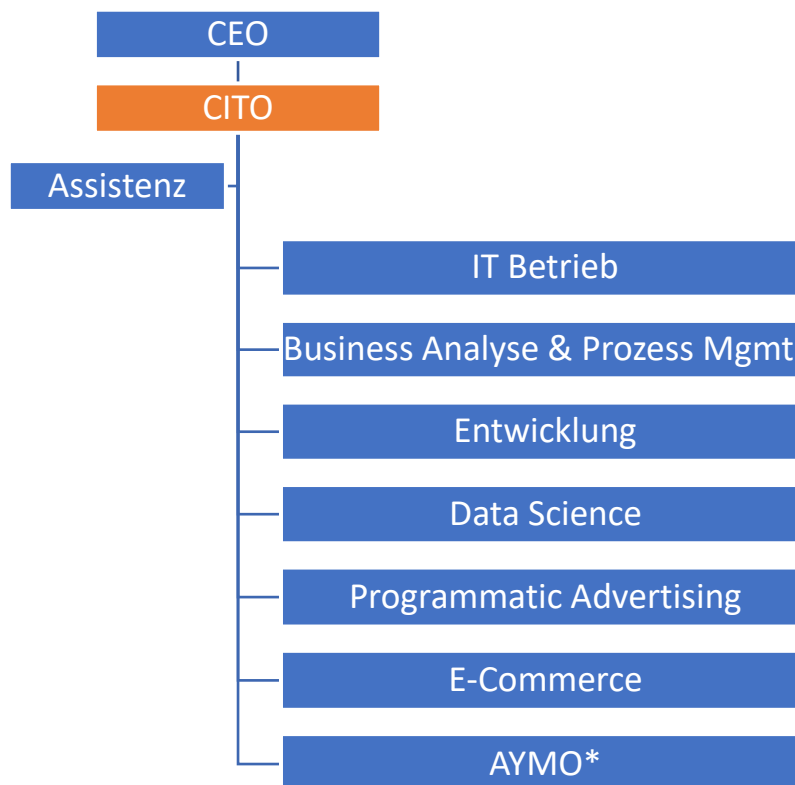 CEO
CITO
Assistenz
IT Betrieb
Business Analyse & Prozess Mgmt
Entwicklung
Data Science
Programmatic Advertising
E-Commerce
AYMO*